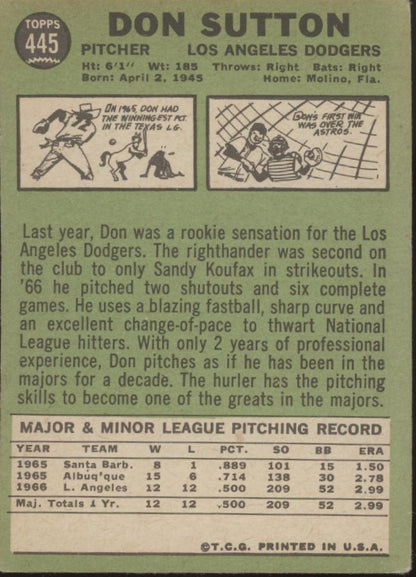 TOPPS
445
DON SUTTON
PITCHER LOS ANGELES DODGERS
Ht: 6'1" Wt: 185 Throws: Right Bats: Right
Born: April 2, 1945 Home: Molino, Fla.
IN 1965, DON HAD
THE WINNINGEST PCT.
IN THE TEXAS LG.
DON'S FIRST WIN
WAS OVER THE
ASTROS.
Last year, Don was a rookie sensation for the Los
Angeles Dodgers. The righthander was second on
the club to only Sandy Koufax in strikeouts. In
'66 he pitched two shutouts and six complete
games. He uses a blazing fastball, sharp curve and
an excellent change-of-pace to thwart National
League hitters. With only 2 years of professional
experience, Don pitches as if he has been in the
majors for a decade. The hurler has the pitching
skills to become one of the greats in the majors.
MAJOR & MINOR LEAGUE PITCHING RECORD
YEAR TEAM W L PCT. SO BB ERA
1965 Santa Barb. 8 1 .889 101 15 1.50
1965 Albuq'que 15 6 .714 138 30 2.78
1966 L. Angeles 12 12 .500 209 52 2.99
Maj. Totals 1 Yr. 12 12 .500 209 52 2.99
©T.C.G. PRINTED IN U.S.A.